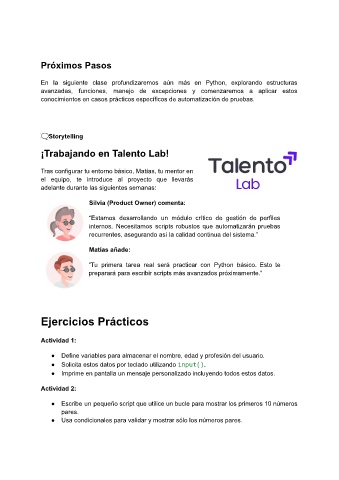 Próximos Pasos
En la siguiente clase profundizaremos aún más en Python, explorando estructuras
avanzadas, funciones, manejo de excepciones y comenzaremos a aplicar estos
conocimientos en casos prácticos específicos de automatización de pruebas.
🗨Storytelling
¡Trabajando en Talento Lab!
Tras configurar tu entorno básico, Matías, tu mentor en
el equipo, te introduce al proyecto que llevarás
adelante durante las siguientes semanas:
Talento
Lab
Silvia (Product Owner) comenta:
“Estamos desarrollando un módulo crítico de gestión de perfiles
internos. Necesitamos scripts robustos que automatizarán pruebas
recurrentes, asegurando así la calidad continua del sistema.”
Matías añade:
“Tu primera tarea real será practicar con Python básico. Esto te
preparará para escribir scripts más avanzados próximamente.”
Ejercicios Prácticos
Actividad 1:
● Define variables para almacenar el nombre, edad y profesión del usuario.
● Solicita estos datos por teclado utilizando input().
● Imprime en pantalla un mensaje personalizado incluyendo todos estos datos.
Actividad 2:
● Escribe un pequeño script que utilice un bucle para mostrar los primeros 10 números
pares.
● Usa condicionales para validar y mostrar sólo los números pares.